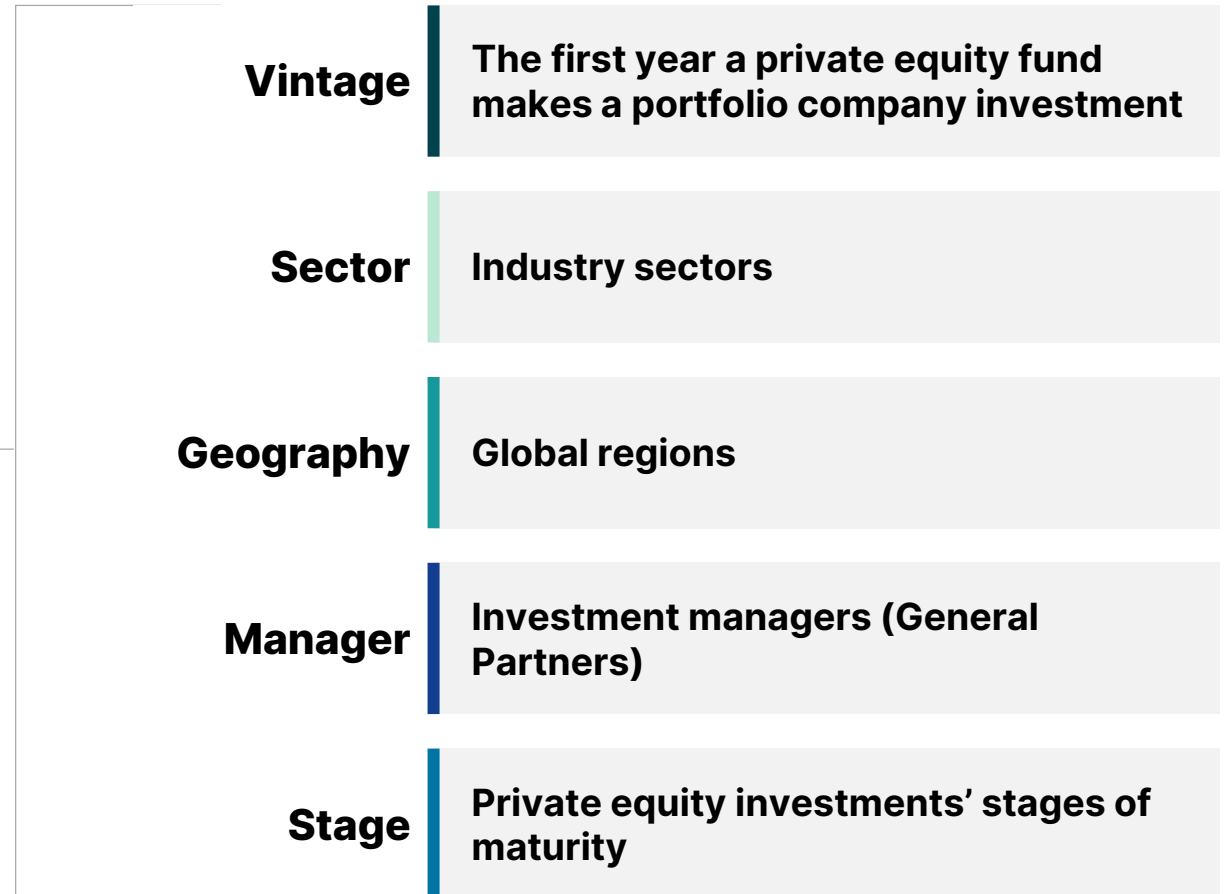 Vintage
The first year a private equity fund
makes a portfolio company investment
Sector
Industry sectors
Geography
Global regions
Manager
Investment managers (General
Partners)
Stage
Private equity investments’ stages of
maturity